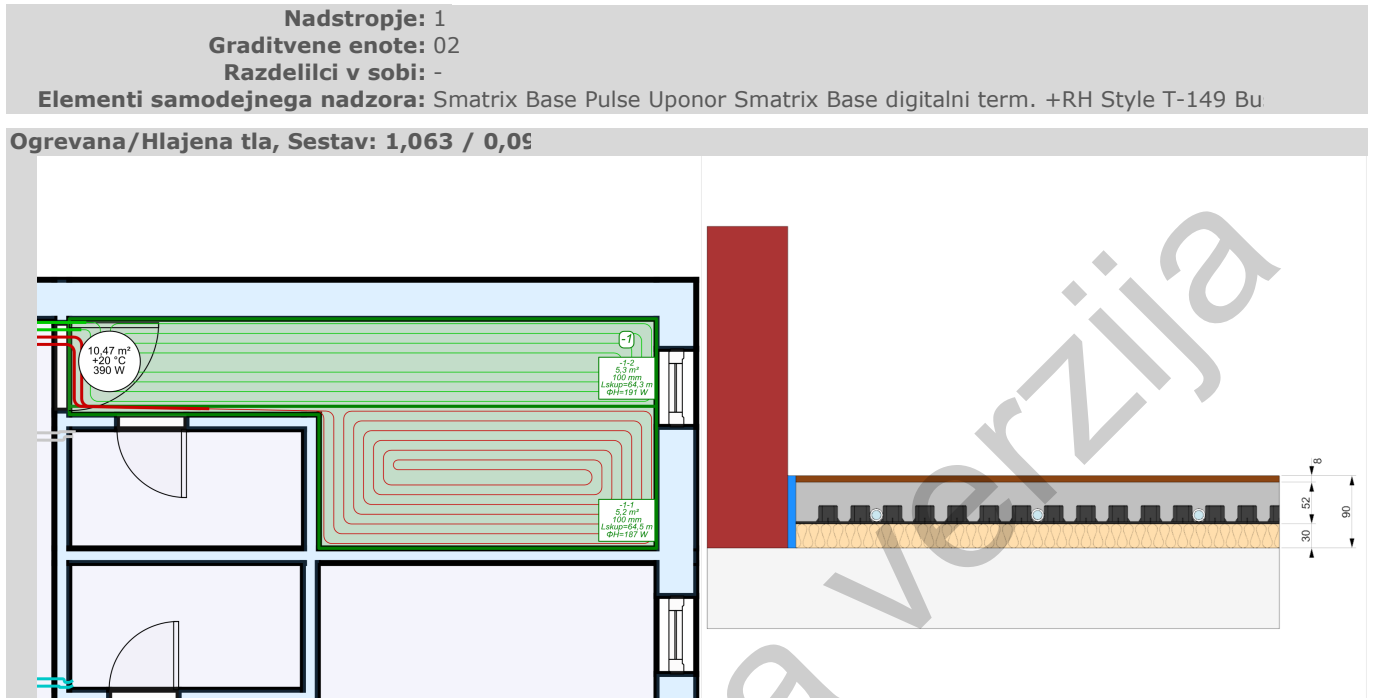 Nadstropje: 1
Graditvene enote: 02
Razdelilci v sobi: -
Elementi samodejnega nadzora: Smatrix Base Pulse Uponor Smatrix Base digitalni term. +RH Style T-149 Bu
Ogrevana/Hlajena tla, Sestav: 1,063 / 0,09
10,47 m²
+20 °C
390 W
-1
-1-2
5,3 m²
100 mm
Lskup=64,3 m
ΦH=191 W
-1-1
5,2 m²
100 mm
Lskup=64,5 m
ΦH=187 W
8
52
90
30
a verzija